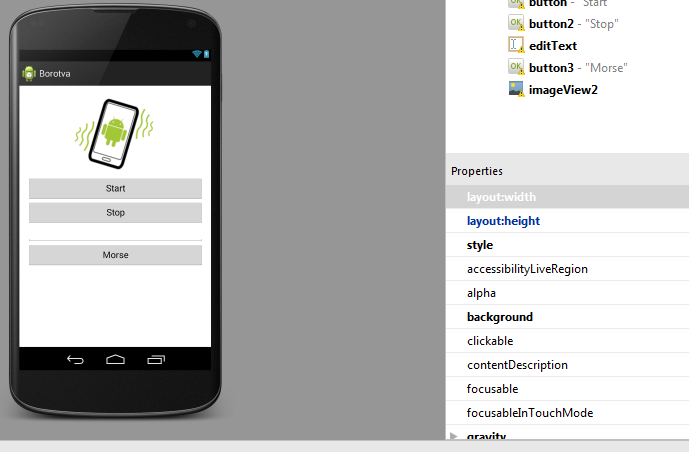 Borotva
Start
Stop
Morse
button - "Start
button2 - "Stop"
editText
button3 - "Morse"
imageView2
Properties
layout:width
layout:height
style
accessibilityLiveRegion
alpha
background
clickable
contentDescription
focusable
focusableInTouchMode
gravity